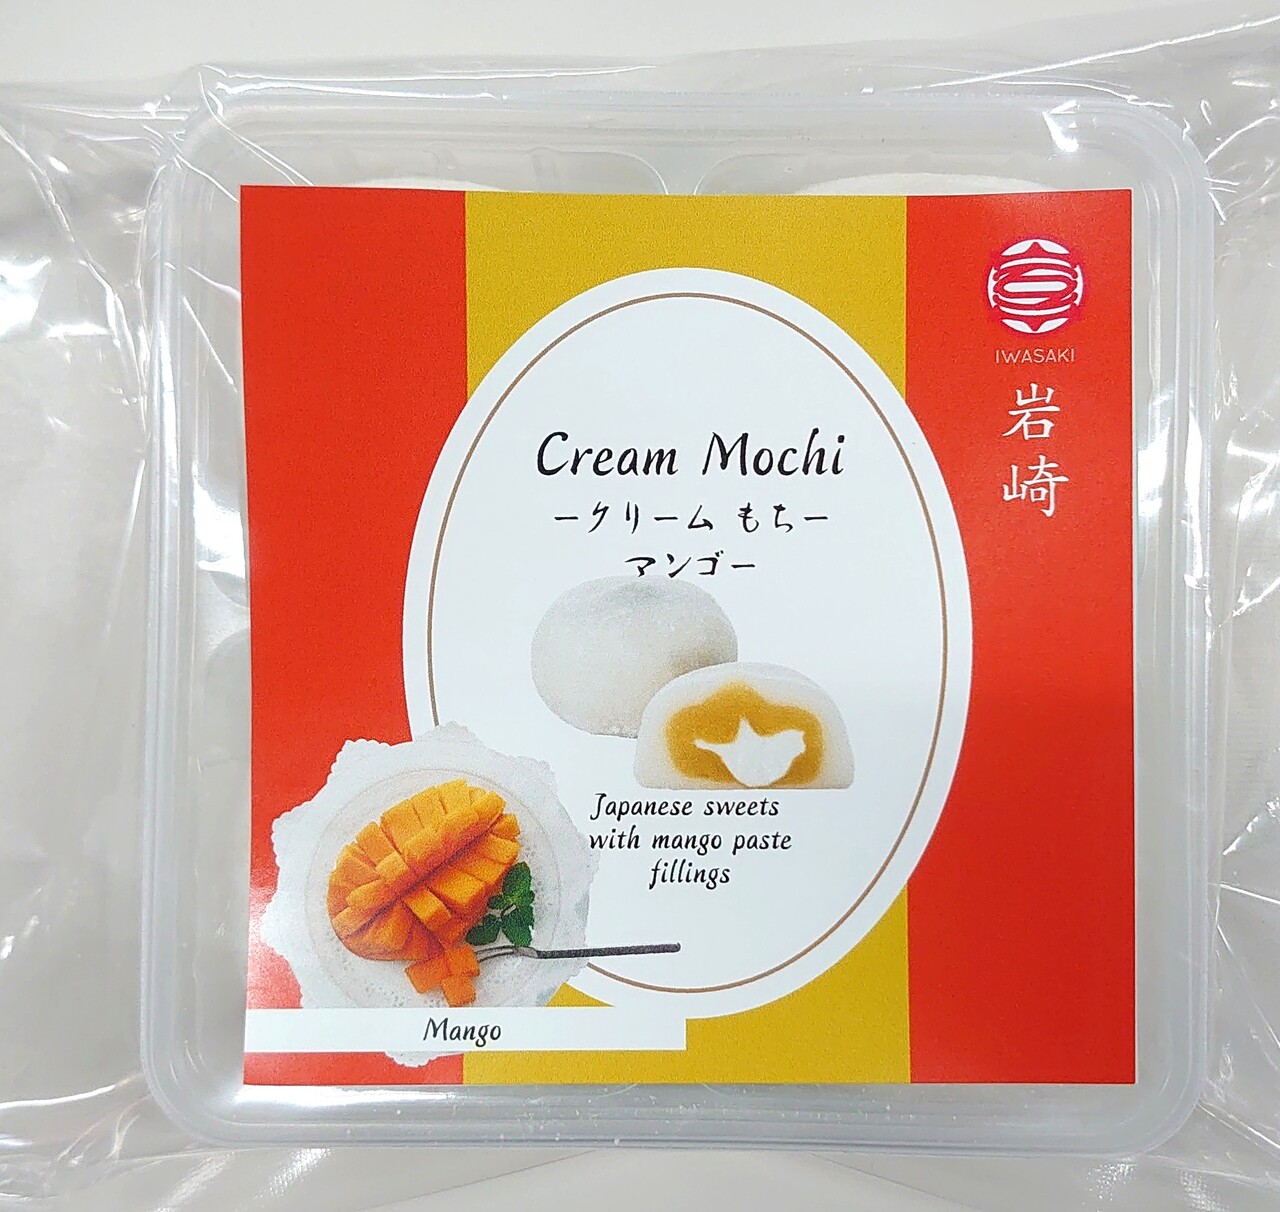 IWASAKI
岩
崎
Cream Mochi
ークリーム もちー
マンゴー
Japanese sweets
with mango paste
fillings
Mango